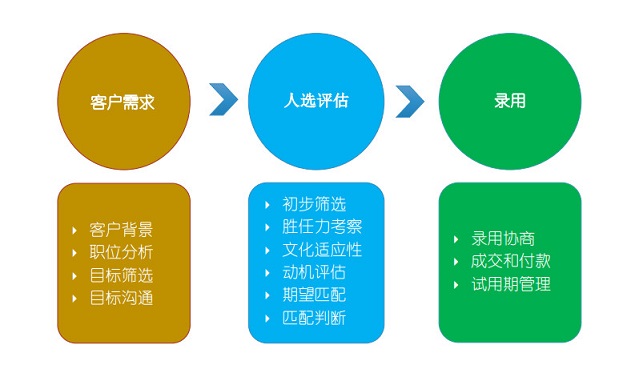 客户需求
人选评估
录用
客户背景
职位分析
目标筛选
目标沟通
初步筛选
胜任力考察
文化适应性
动机评估
期望匹配
匹配判断
录用协商
成交和付款
试用期管理